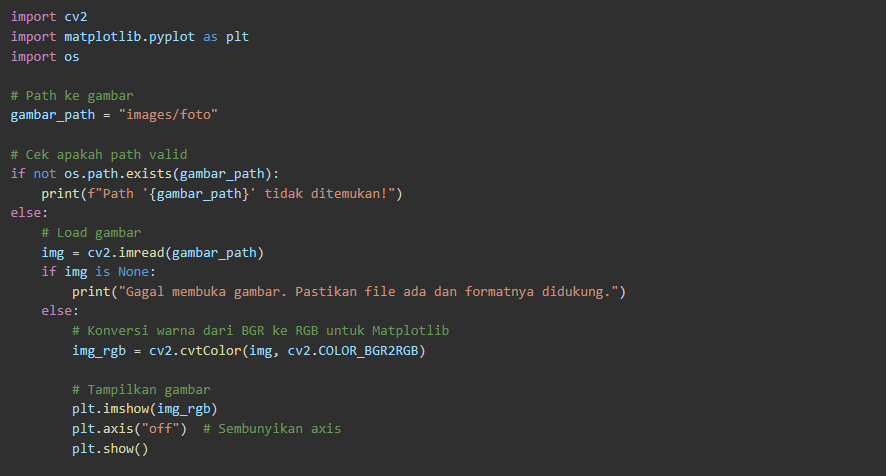 import cv2
import matplotlib.pyplot as plt
import os
# Path ke gambar
gambar_path = "images/foto"
# Cek apakah path valid
if not os.path.exists(gambar_path):
    print(f"Path '{gambar_path}' tidak ditemukan!")
else:
    # Load gambar
    img = cv2.imread(gambar_path)
    if img is None:
        print("Gagal membuka gambar. Pastikan file ada dan formatnya didukung.")
    else:
        # Konversi warna dari BGR ke RGB untuk Matplotlib
        img_rgb = cv2.cvtColor(img, cv2.COLOR_BGR2RGB)
        # Tampilkan gambar
        plt.imshow(img_rgb)
        plt.axis("off")  # Sembunyikan axis
        plt.show()